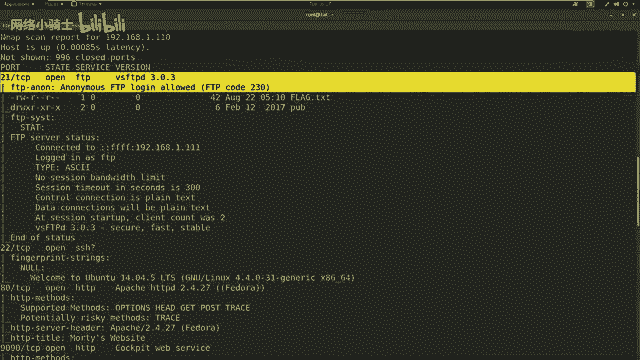 Applications Places Terminal
root@kali
网络小骑士 bilibili
Nmap scan report for 192.168.1.110
Host is up (0.00085s latency).
Not shown: 996 closed ports
PORT STATE SERVICE VERSION
21/tcp open ftp vsftpd 3.0.3
| ftp-anon: Anonymous FTP login allowed (FTP code 230)
| -rw-r--r-- 1 0 0 42 Aug 22 05:10 FLAG.txt
|_drwxr-xr-x 2 0 0 6 Feb 12 2017 pub
| ftp-syst:
| STAT:
| FTP server status:
| Connected to ::ffff:192.168.1.111
| Logged in as ftp
| TYPE: ASCII
| No session bandwidth limit
| Session timeout in seconds is 300
| Control connection is plain text
| Data connections will be plain text
| At session startup, client count was 2
| vsFTPd 3.0.3 - secure, fast, stable
|_End of status
22/tcp open ssh?
| fingerprint-strings:
| NULL:
|_ Welcome to Ubuntu 14.04.5 LTS (GNU/Linux 4.4.0-31-generic x86_64)
80/tcp open http Apache httpd 2.4.27 ((Fedora))
| http-methods:
| Supported Methods: OPTIONS HEAD GET POST TRACE
|_ Potentially risky methods: TRACE
|_http-server-header: Apache/2.4.27 (Fedora)
|_http-title: Morty's Website
9090/tcp open http Cockpit web service
| http-methods: